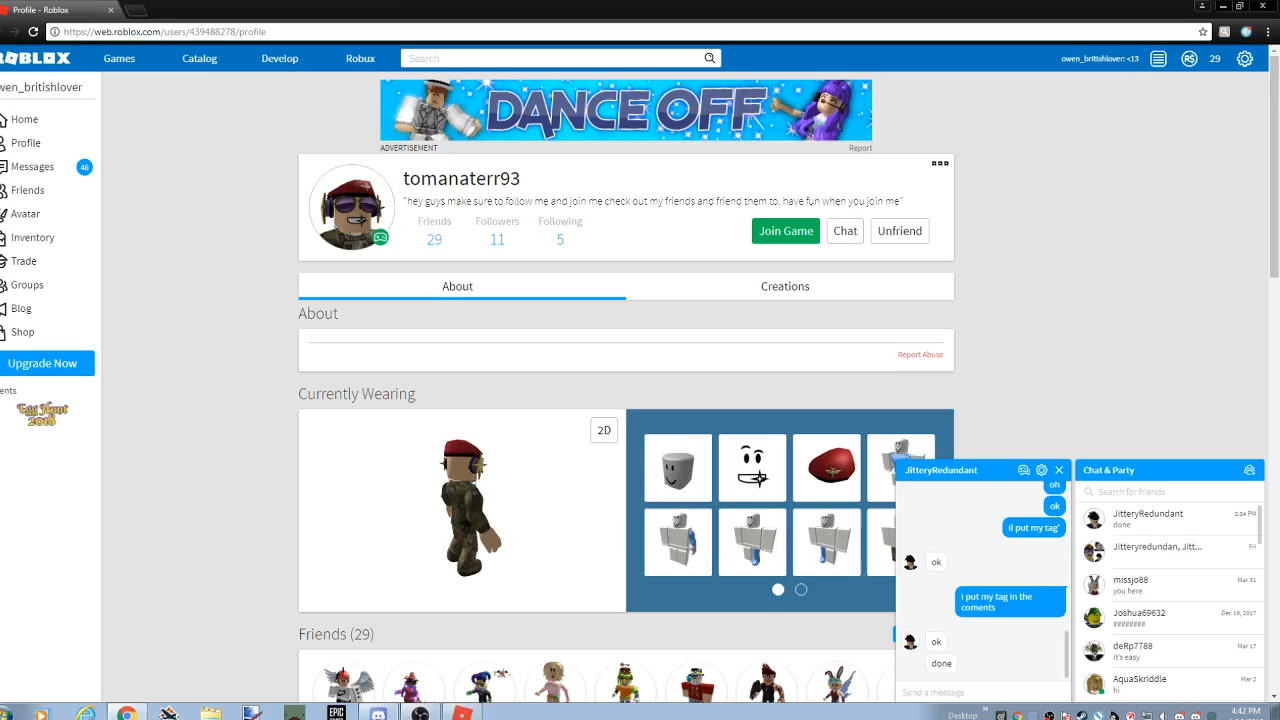 Profile - Roblox
https://web.roblox.com/users/439488278/profile
ROBLOX
Games
Catalog
Develop
Robux
Search
owen_britishlover: <13
R$
29
wen_britishlover
Home
Profile
Messages
46
Friends
Avatar
Inventory
Trade
Groups
Blog
Shop
Upgrade Now
ents
Egg Hunt
2018
DANCE OFF
ADVERTISEMENT
Report
tomanaterr93
"hey guys make sure to follow me and join me check out my friends and friend them to. have fun when you join me"
Friends
29
Followers
11
Following
5
Join Game
Chat
Unfriend
About
Creations
About
Report Abuse
Currently Wearing
2D
Friends (29)
JitteryRedundant
oh
ok
il put my tag'
ok
i put my tag in the
coments
ok
done
Send a message
Chat & Party
Search for friends
JitteryRedundant
3:34 PM
done
Jitteryredundan, Jitt...
Fri
missjo88
Mar 31
you here
Joshua69632
Dec 18, 2017
########
deRp7788
Mar 17
It's easy
AquaSkriddle
Mar 2
hi
EPIC
Desktop
4:42 PM